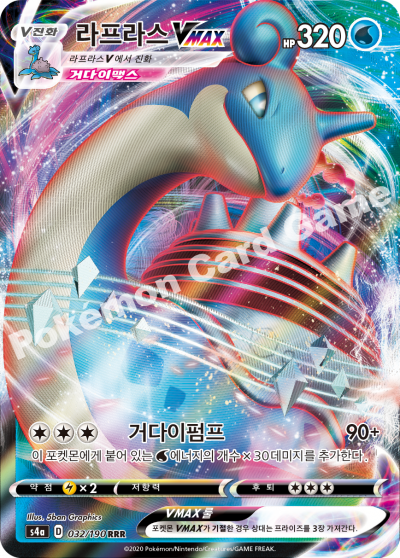 V진화
라프라스 VMAX
HP 320
라프라스V에서 진화
거다이맥스
Pokémon Card Game
거다이펌프 90+
이 포켓몬에게 붙어 있는 에너지의 개수 × 30데미지를 추가한다.
약점 ×2 저항력 후퇴
Illus. 5ban Graphics
VMAX룰
s4a D 032/190 RRR
포켓몬VMAX가 기절한 경우 상대는 프라이즈를 3장 가져간다.
©2020 Pokémon/Nintendo/Creatures/GAME FREAK.